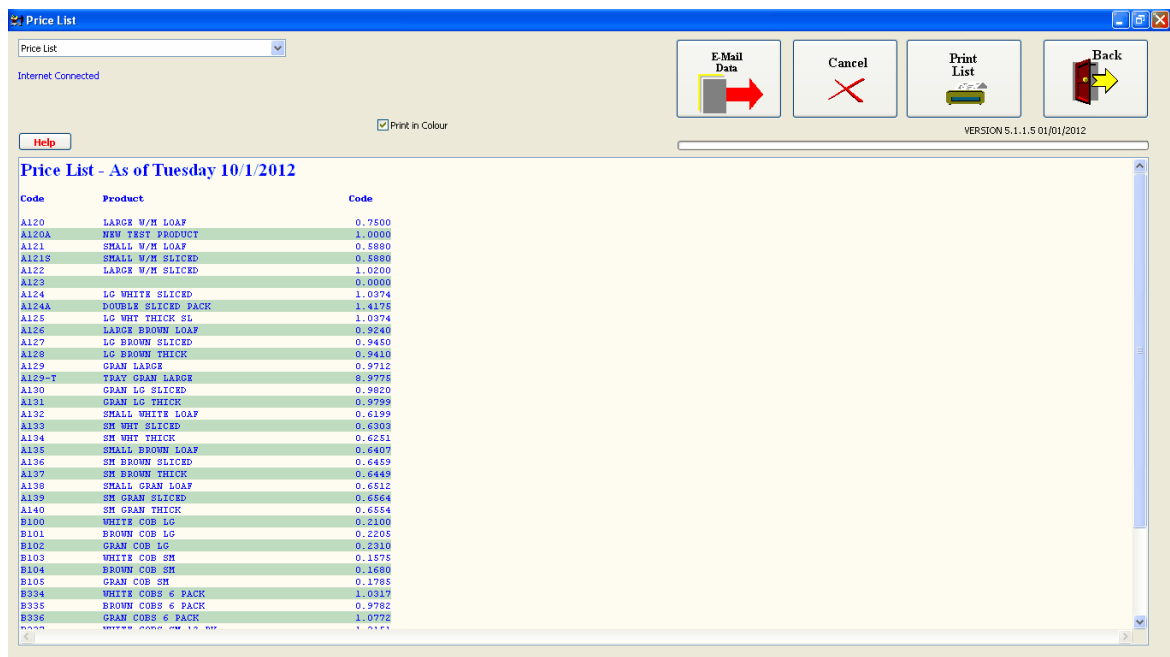 Price List
Price List
Internet Connected
E-Mail
Data
Cancel
Print
List
Back
Print in Colour
VERSION 5.1.1.5 01/01/2012
Help
Price List - As of Tuesday 10/1/2012
Code Product Code
A120 LARGE W/M LOAF 0.7500
A120A NEW TEST PRODUCT 1.0000
A121 SMALL W/M LOAF 0.5880
A121S SMALL W/M SLICED 0.5880
A122 LARGE W/M SLICED 1.0200
A123 0.0000
A124 LG WHITE SLICED 1.0374
A124A DOUBLE SLICED PACK 1.4175
A125 LG WHT THICK SL 1.0374
A126 LARGE BROWN LOAF 0.9240
A127 LG BROWN SLICED 0.9450
A128 LG BROWN THICK 0.9410
A129 GRAN LARGE 0.9712
A129-T TRAY GRAN LARGE 8.9775
A130 GRAN LG SLICED 0.9820
A131 GRAN LG THICK 0.9799
A132 SMALL WHITE LOAF 0.6199
A133 SM WHT SLICED 0.6303
A134 SM WHT THICK 0.6251
A135 SMALL BROWN LOAF 0.6407
A136 SM BROWN SLICED 0.6459
A137 SM BROWN THICK 0.6449
A138 SMALL GRAN LOAF 0.6512
A139 SM GRAN SLICED 0.6564
A140 SM GRAN THICK 0.6554
B100 WHITE COB LG 0.2100
B101 BROWN COB LG 0.2205
B102 GRAN COB LG 0.2310
B103 WHITE COB SM 0.1575
B104 BROWN COB SM 0.1680
B105 GRAN COB SM 0.1785
B334 WHITE COBS 6 PACK 1.0317
B335 BROWN COBS 6 PACK 0.9782
B336 GRAN COBS 6 PACK 1.0772